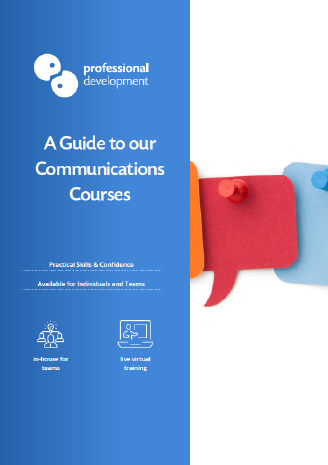 professional
development
A Guide to our
Communications
Courses
Practical Skills & Confidence
Available for Individuals and Teams
in-house for
teams
live virtual
training